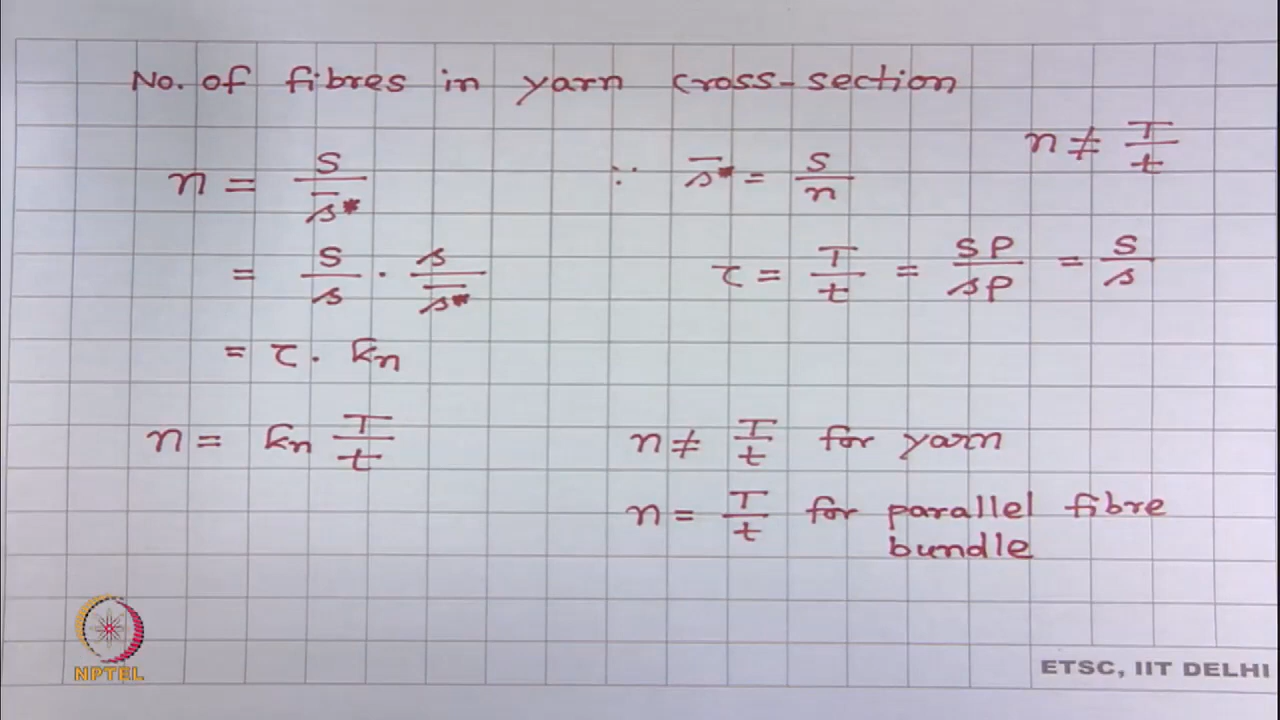 No. of fibres in yarn cross-section
n ≠ T/t
n = S/s̄*
∵ s̄* = S/n
= S/s · s/s̄*
τ = T/t = Sρ/sρ = S/s
= τ · kn
n = kn T/t
n ≠ T/t for yarn
n = T/t for parallel fibre
bundle
NPTEL
ETSC, IIT DELHI